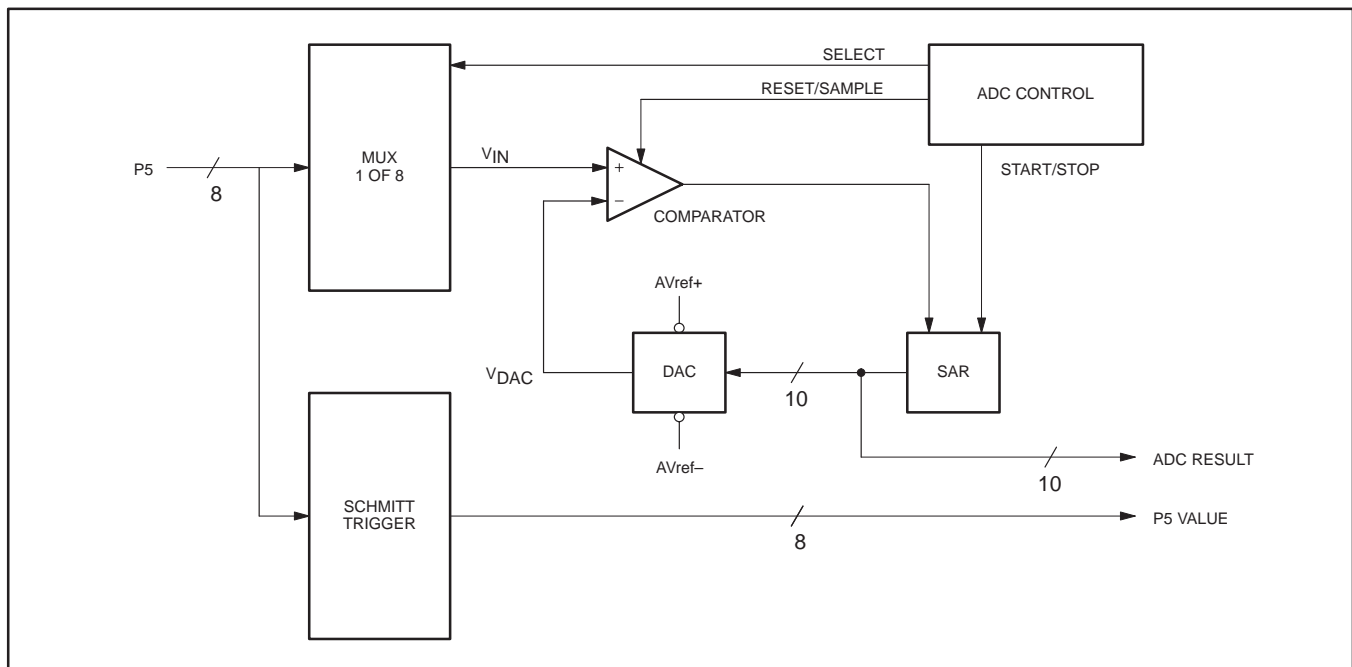 SELECT
RESET/SAMPLE
ADC CONTROL
P5
8
MUX
1 OF 8
VIN
+
–
COMPARATOR
START/STOP
AVref+
VDAC
DAC
10
SAR
AVref–
10
ADC RESULT
SCHMITT
TRIGGER
8
P5 VALUE